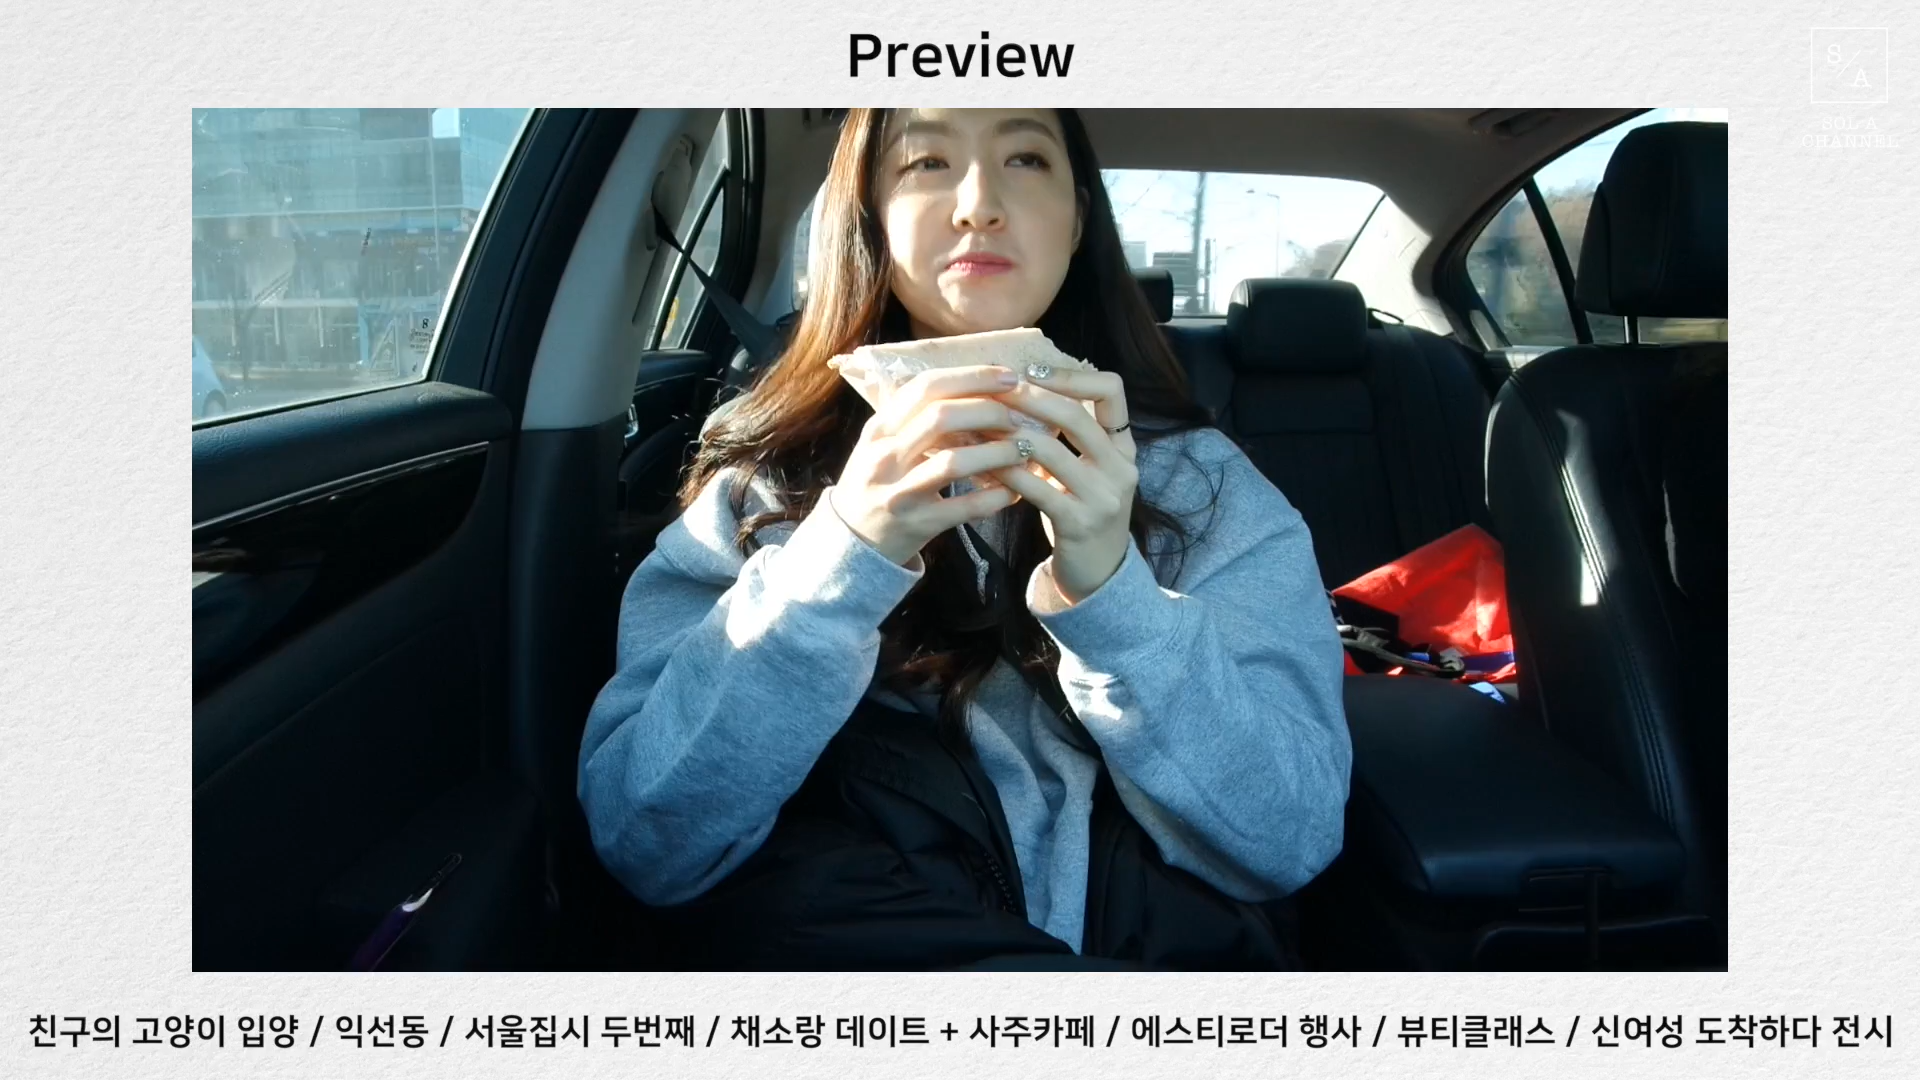 Preview
S/A
SOL A
CHANNEL
친구의 고양이 입양 / 익선동 / 서울집시 두번째 / 채소랑 데이트 + 사주카페 / 에스티로더 행사 / 뷰티클래스 / 신여성 도착하다 전시